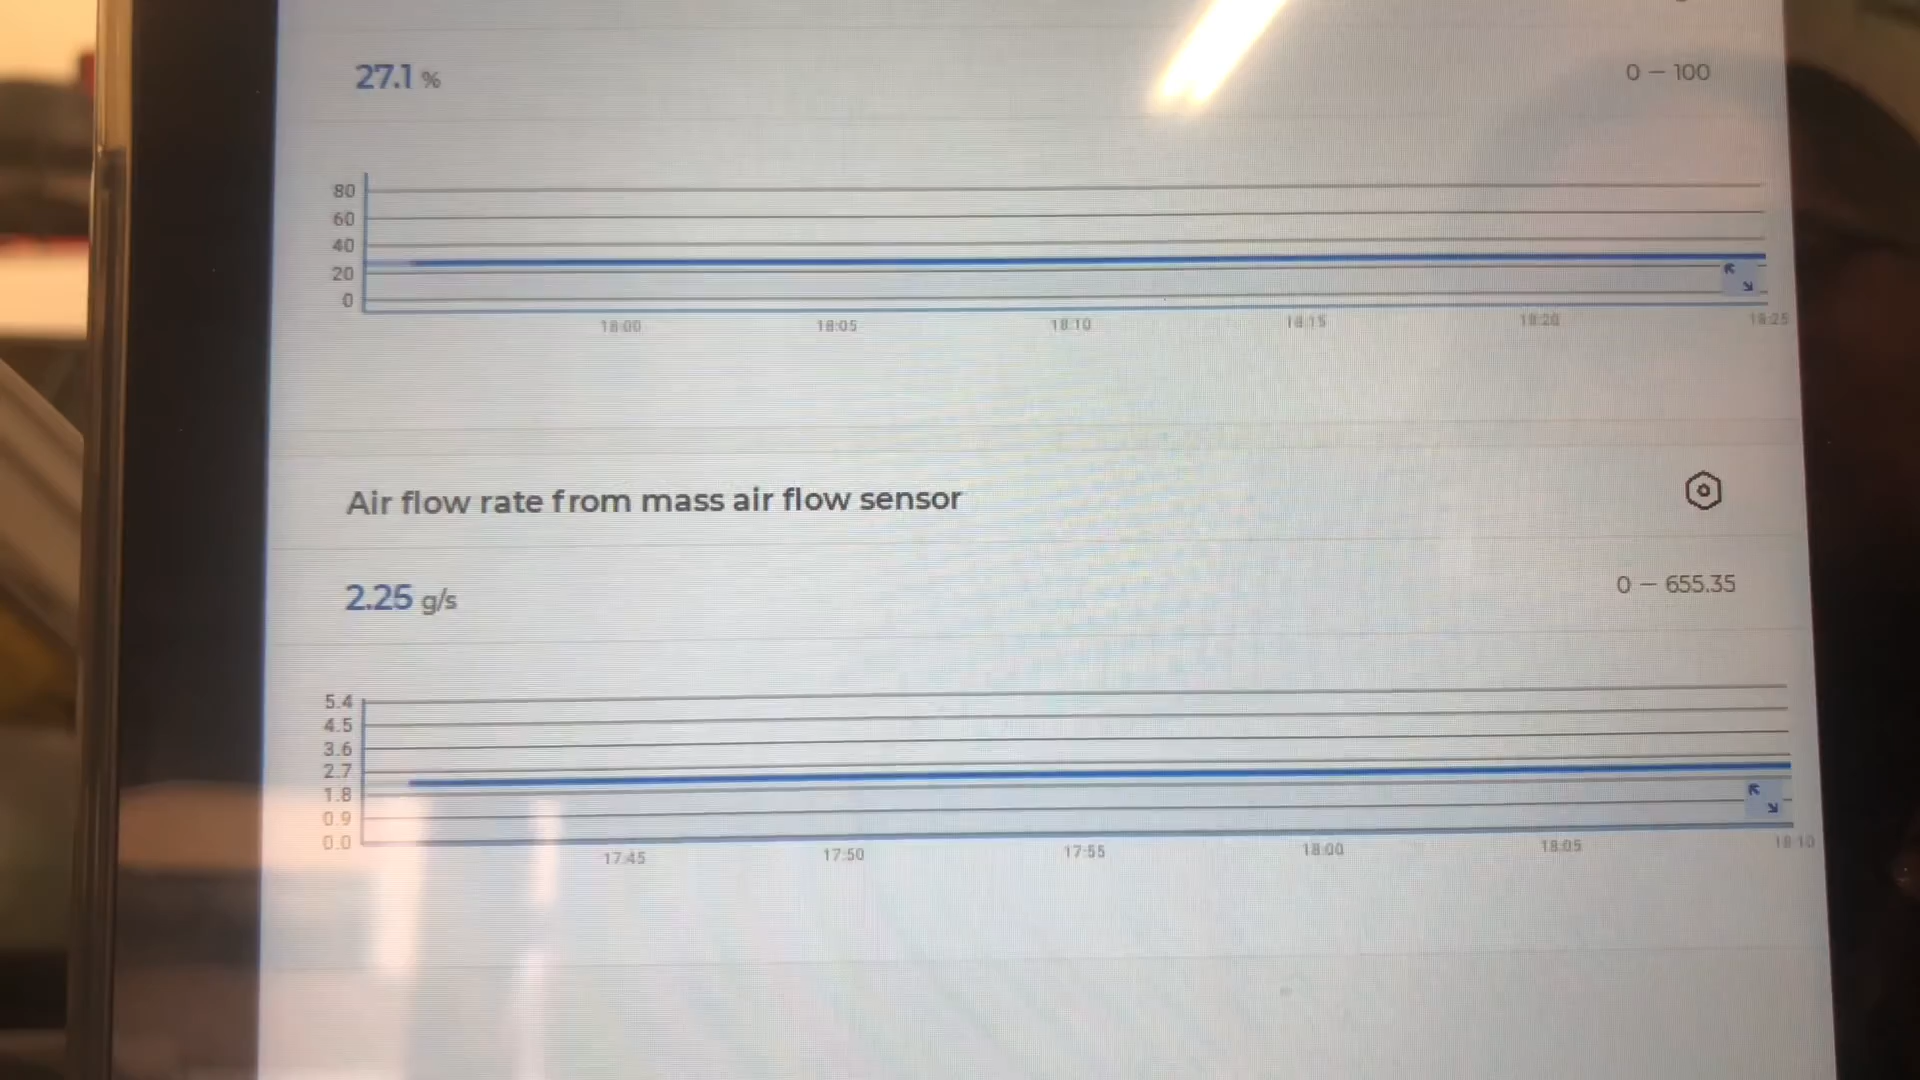 27.1 %
0 – 100
80
60
40
20
0
18:00 18:05 18:10 18:15 18:20 18:25
Air flow rate from mass air flow sensor
2.25 g/s
0 – 655.35
5.4
4.5
3.6
2.7
1.8
0.9
0.0
17:45 17:50 17:55 18:00 18:05 18:10